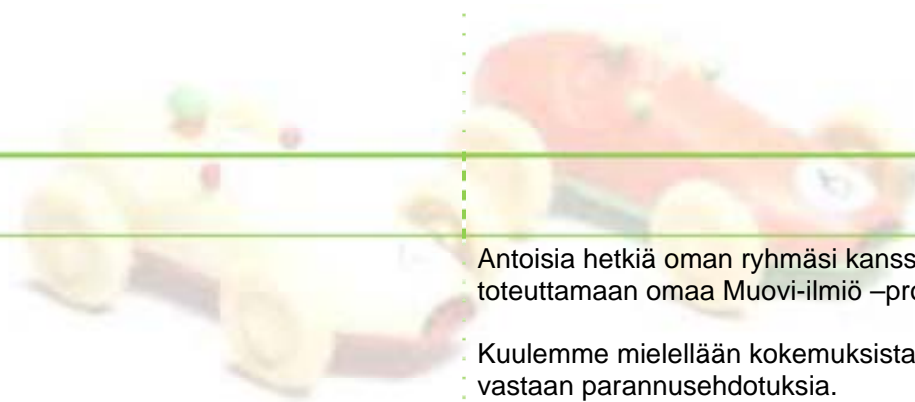 Antoisia hetkiä oman ryhmäsi kanss
toteuttamaan omaa Muovi-ilmiö –pro
Kuulemme mielellään kokemuksista
vastaan parannusehdotuksia.